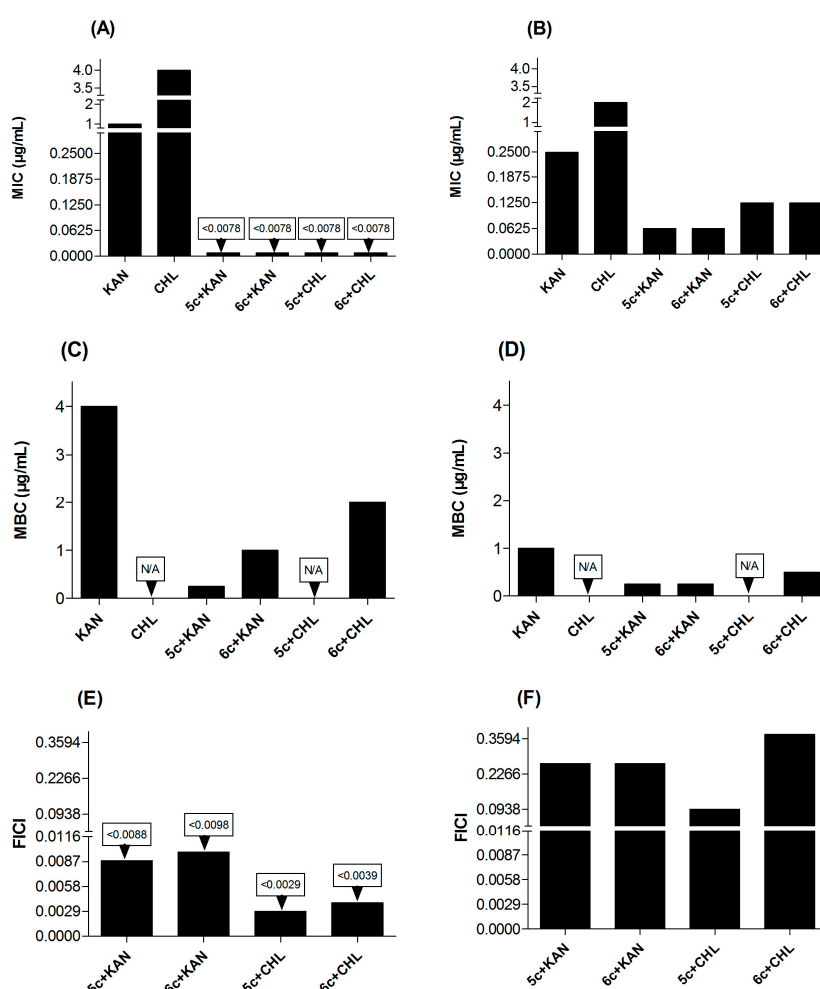 (A)
MIC (µg/mL)
4.0
3.5
2
1
0.2500
0.1875
0.1250
0.0625
0.0000
<0.0078
<0.0078
<0.0078
<0.0078
KAN
CHL
5c+KAN
6c+KAN
5c+CHL
6c+CHL
(B)
MIC (µg/mL)
4.0
3.5
2
1
0.2500
0.1875
0.1250
0.0625
0.0000
KAN
CHL
5c+KAN
6c+KAN
5c+CHL
6c+CHL
(C)
MBC (µg/mL)
4
3
2
1
0
N/A
N/A
KAN
CHL
5c+KAN
6c+KAN
5c+CHL
6c+CHL
(D)
MBC (µg/mL)
4
3
2
1
0
N/A
N/A
KAN
CHL
5c+KAN
6c+KAN
5c+CHL
6c+CHL
(E)
FICI
0.3594
0.2266
0.0938
0.0116
0.0087
0.0058
0.0029
0.0000
<0.0088
<0.0098
<0.0029
<0.0039
5c+KAN
6c+KAN
5c+CHL
6c+CHL
(F)
FICI
0.3594
0.2266
0.0938
0.0116
0.0087
0.0058
0.0029
0.0000
5c+KAN
6c+KAN
5c+CHL
6c+CHL